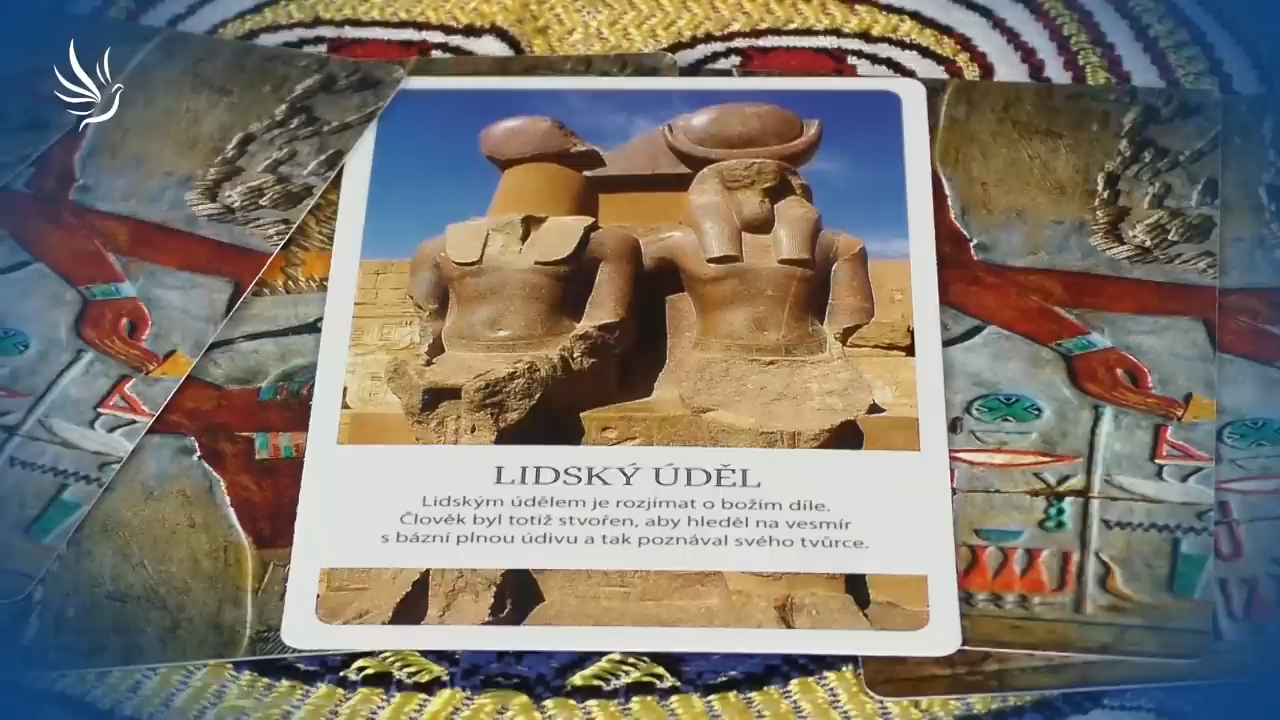 LIDSKÝ ÚDĚL
Lidským údělem je rozjímat o božím díle.
Člověk byl totiž stvořen, aby hleděl na vesmír
s bázní plnou údivu a tak poznával svého tvůrce.